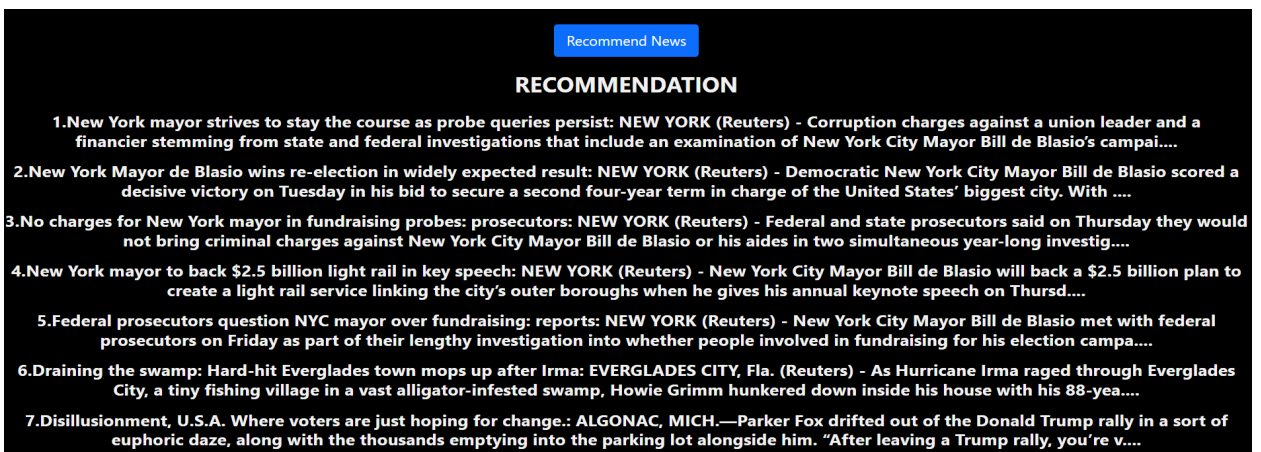 Recommend News
RECOMMENDATION
1.New York mayor strives to stay the course as probe queries persist: NEW YORK (Reuters) - Corruption charges against a union leader and a
financier stemming from state and federal investigations that include an examination of New York City Mayor Bill de Blasio’s campai....
2.New York Mayor de Blasio wins re-election in widely expected result: NEW YORK (Reuters) - Democratic New York City Mayor Bill de Blasio scored a
decisive victory on Tuesday in his bid to secure a second four-year term in charge of the United States’ biggest city. With ....
3.No charges for New York mayor in fundraising probes: prosecutors: NEW YORK (Reuters) - Federal and state prosecutors said on Thursday they would
not bring criminal charges against New York City Mayor Bill de Blasio or his aides in two simultaneous year-long investig....
4.New York mayor to back $2.5 billion light rail in key speech: NEW YORK (Reuters) - New York City Mayor Bill de Blasio will back a $2.5 billion plan to
create a light rail service linking the city’s outer boroughs when he gives his annual keynote speech on Thursd....
5.Federal prosecutors question NYC mayor over fundraising: reports: NEW YORK (Reuters) - New York City Mayor Bill de Blasio met with federal
prosecutors on Friday as part of their lengthy investigation into whether people involved in fundraising for his election campa....
6.Draining the swamp: Hard-hit Everglades town mops up after Irma: EVERGLADES CITY, Fla. (Reuters) - As Hurricane Irma raged through Everglades
City, a tiny fishing village in a vast alligator-infested swamp, Howie Grimm hunkered down inside his house with his 88-yea....
7.Disillusionment, U.S.A. Where voters are just hoping for change.: ALGONAC, MICH.—Parker Fox drifted out of the Donald Trump rally in a sort of
euphoric daze, along with the thousands emptying into the parking lot alongside him. “After leaving a Trump rally, you’re v....